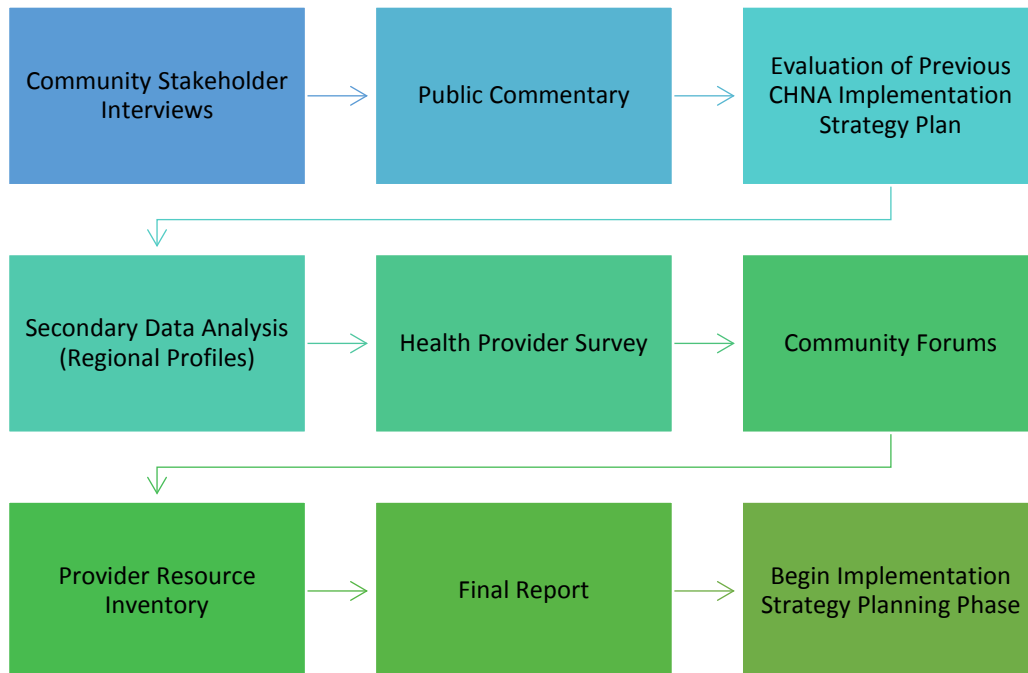 Community Stakeholder
Interviews
Public Commentary
Evaluation of Previous
CHNA Implementation
Strategy Plan
Secondary Data Analysis
(Regional Profiles)
Health Provider Survey
Community Forums
Provider Resource
Inventory
Final Report
Begin Implementation
Strategy Planning Phase